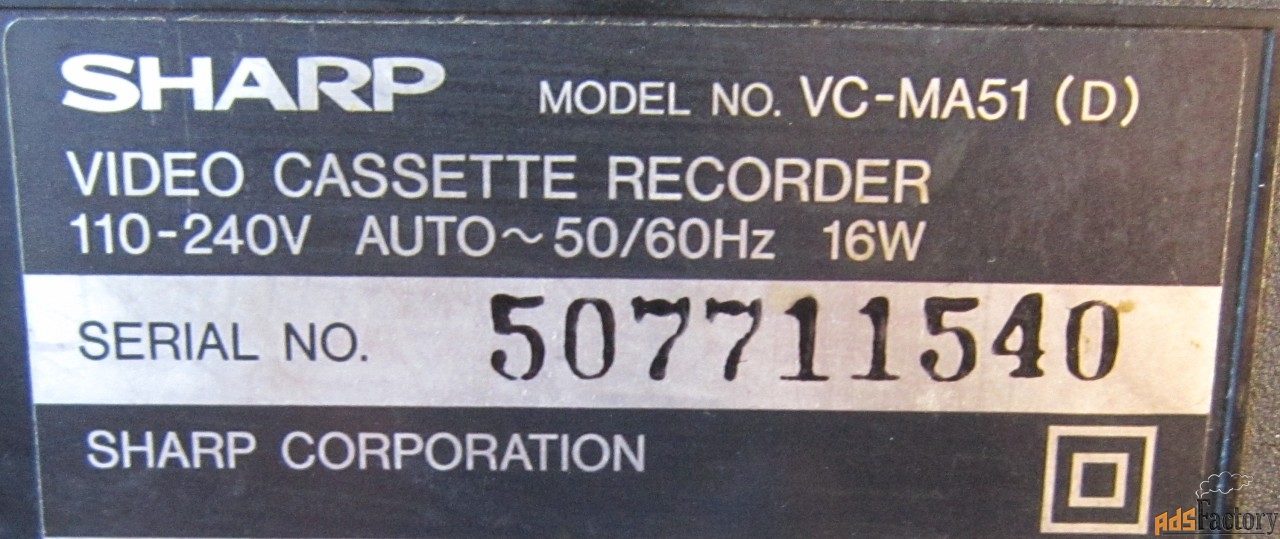 SHARP MODEL NO. VC-MA51 (D)
VIDEO CASSETTE RECORDER
110-240V AUTO~50/60Hz 16W
SERIAL NO. 507711540
SHARP CORPORATION
AdsFactory